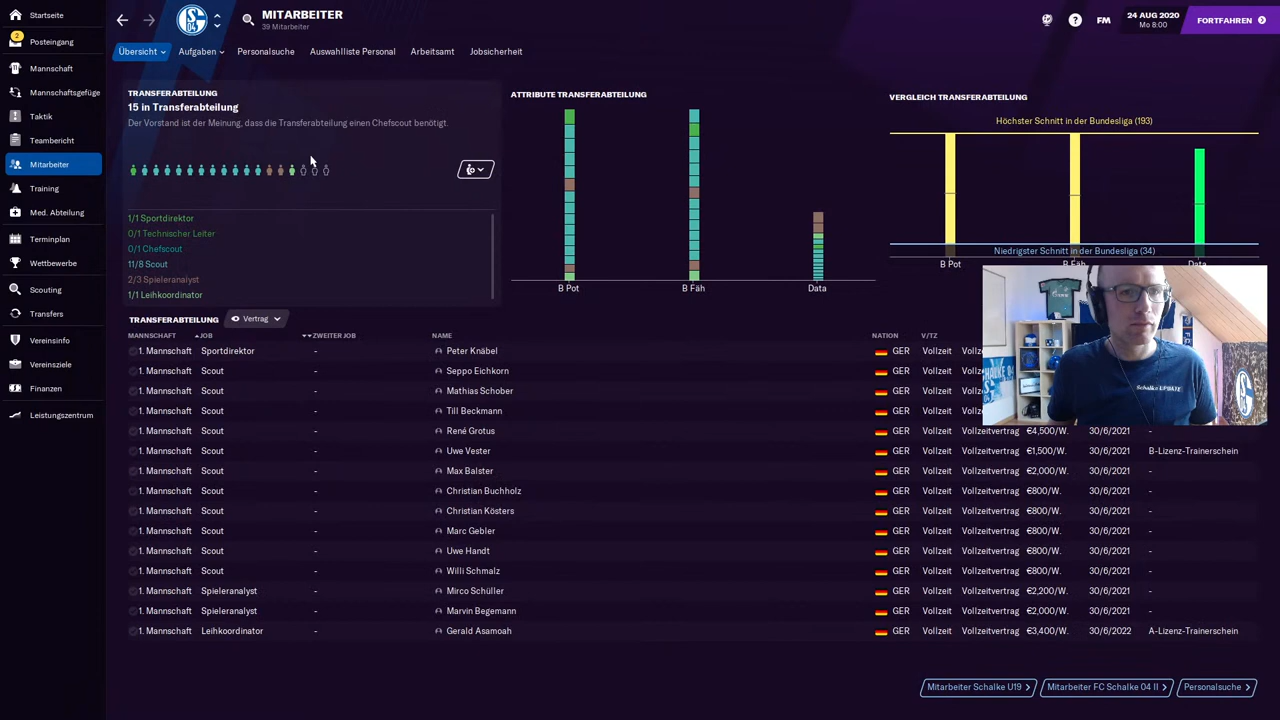 Startseite
2
Posteingang
Mannschaft
Mannschaftsgefüge
Taktik
Teambericht
Mitarbeiter
Training
Med. Abteilung
Terminplan
Wettbewerbe
Scouting
Transfers
Vereinsinfo
Vereinsziele
Finanzen
Leistungszentrum
MITARBEITER
39 Mitarbeiter
FM
24 AUG 2020
Mo 8:00
FORTFAHREN
Übersicht
Aufgaben
Personalsuche
Auswahlliste Personal
Arbeitsamt
Jobsicherheit
TRANSFERABTEILUNG
15 in Transferabteilung
Der Vorstand ist der Meinung, dass die Transferabteilung einen Chefscout benötigt.
1/1 Sportdirektor
0/1 Technischer Leiter
0/1 Chefscout
11/8 Scout
2/3 Spieleranalyst
1/1 Leihkoordinator
ATTRIBUTE TRANSFERABTEILUNG
B Pot
B Fäh
Data
VERGLEICH TRANSFERABTEILUNG
Höchster Schnitt in der Bundesliga (193)
Niedrigster Schnitt in der Bundesliga (34)
B Pot
B Fäh
Data
TRANSFERABTEILUNG
Vertrag
MANNSCHAFT JOB ZWEITER JOB NAME NATION V/TZ
1. Mannschaft Sportdirektor - Peter Knäbel GER Vollzeit
1. Mannschaft Scout - Seppo Eichkorn GER Vollzeit
1. Mannschaft Scout - Mathias Schober GER Vollzeit
1. Mannschaft Scout - Till Beckmann GER Vollzeit
1. Mannschaft Scout - René Grotus GER Vollzeit Vollzeitvertrag €4,500/W. 30/6/2021 -
1. Mannschaft Scout - Uwe Vester GER Vollzeit Vollzeitvertrag €1,500/W. 30/6/2021 B-Lizenz-Trainerschein
1. Mannschaft Scout - Max Balster GER Vollzeit Vollzeitvertrag €2,000/W. 30/6/2021 -
1. Mannschaft Scout - Christian Buchholz GER Vollzeit Vollzeitvertrag €800/W. 30/6/2021 -
1. Mannschaft Scout - Christian Kösters GER Vollzeit Vollzeitvertrag €800/W. 30/6/2021 -
1. Mannschaft Scout - Marc Gebler GER Vollzeit Vollzeitvertrag €800/W. 30/6/2021 -
1. Mannschaft Scout - Uwe Handt GER Vollzeit Vollzeitvertrag €800/W. 30/6/2021 -
1. Mannschaft Scout - Willi Schmalz GER Vollzeit Vollzeitvertrag €800/W. 30/6/2021 -
1. Mannschaft Spieleranalyst - Mirco Schüller GER Vollzeit Vollzeitvertrag €2,200/W. 30/6/2021 -
1. Mannschaft Spieleranalyst - Marvin Begemann GER Vollzeit Vollzeitvertrag €2,000/W. 30/6/2021 -
1. Mannschaft Leihkoordinator - Gerald Asamoah GER Vollzeit Vollzeitvertrag €3,400/W. 30/6/2022 A-Lizenz-Trainerschein
Schalke UPDATE
Mitarbeiter Schalke U19
Mitarbeiter FC Schalke 04 II
Personalsuche